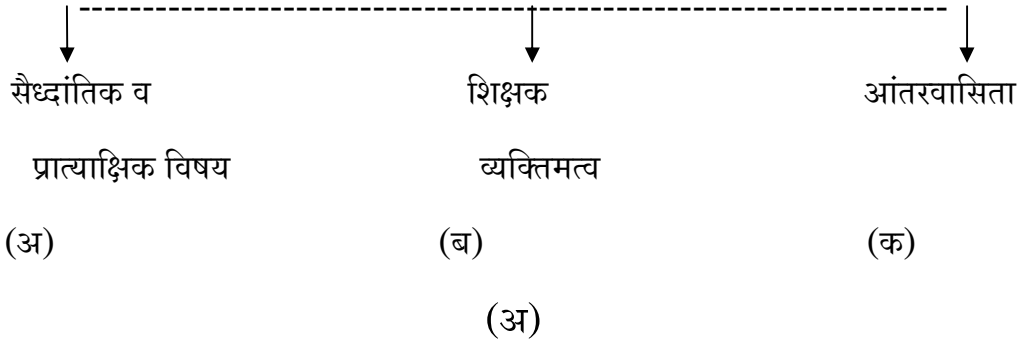 सैध्दांतिक व शिक्षक आंतरवासिता
प्रात्याक्षिक विषय व्यक्तिमत्व
(अ) (ब) (क)
(अ)